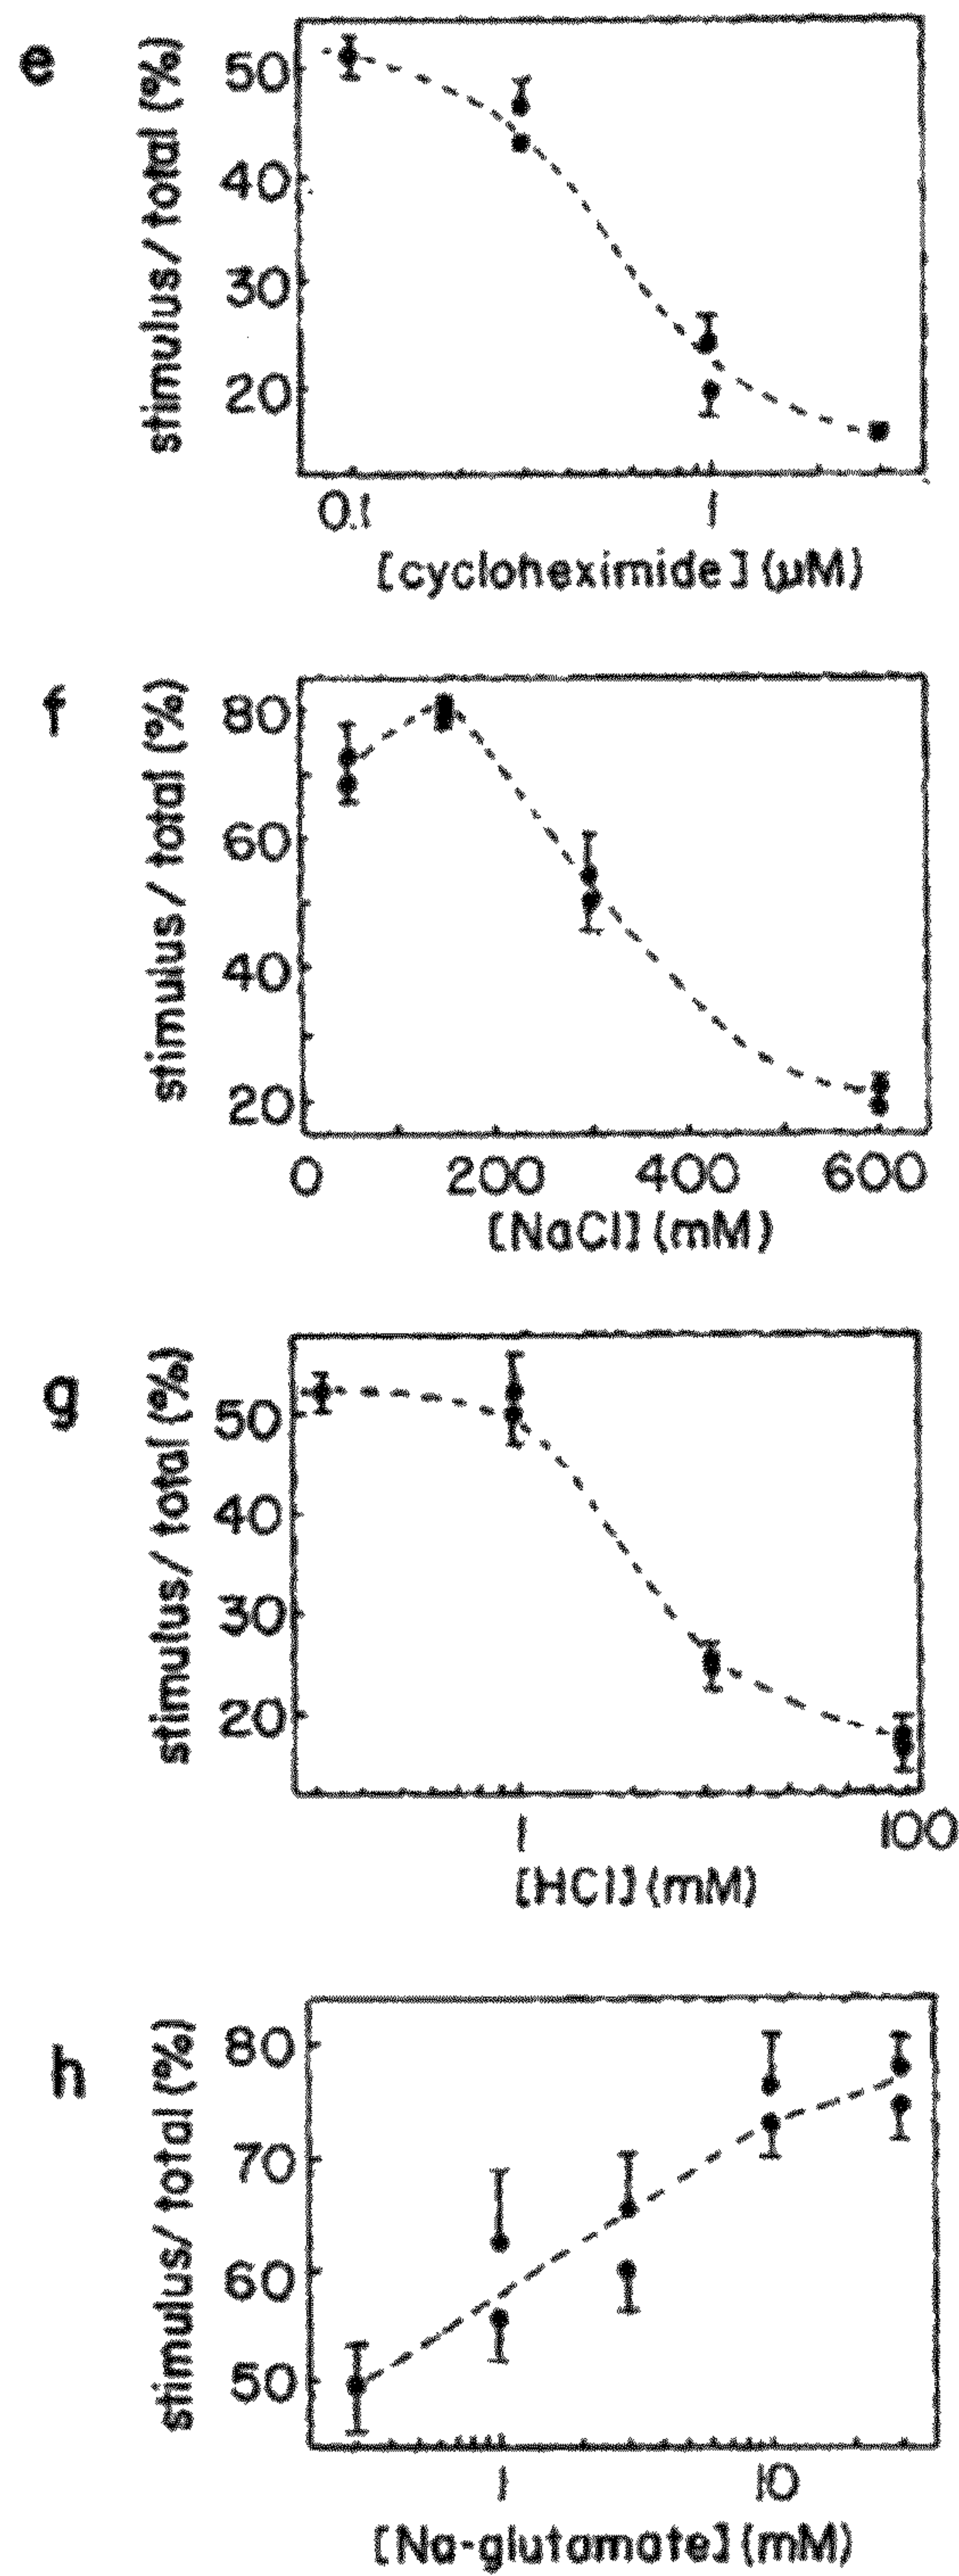 e
stimulus/total (%)
50
40
30
20
0.1 1
[cycloheximide] (μM)
f
stimulus/total (%)
80
60
40
20
0 200 400 600
[NaCl] (mM)
g
stimulus/total (%)
50
40
30
20
1 100
[HCl] (mM)
h
stimulus/total (%)
80
70
60
50
1 10
[Na-glutamate] (mM)